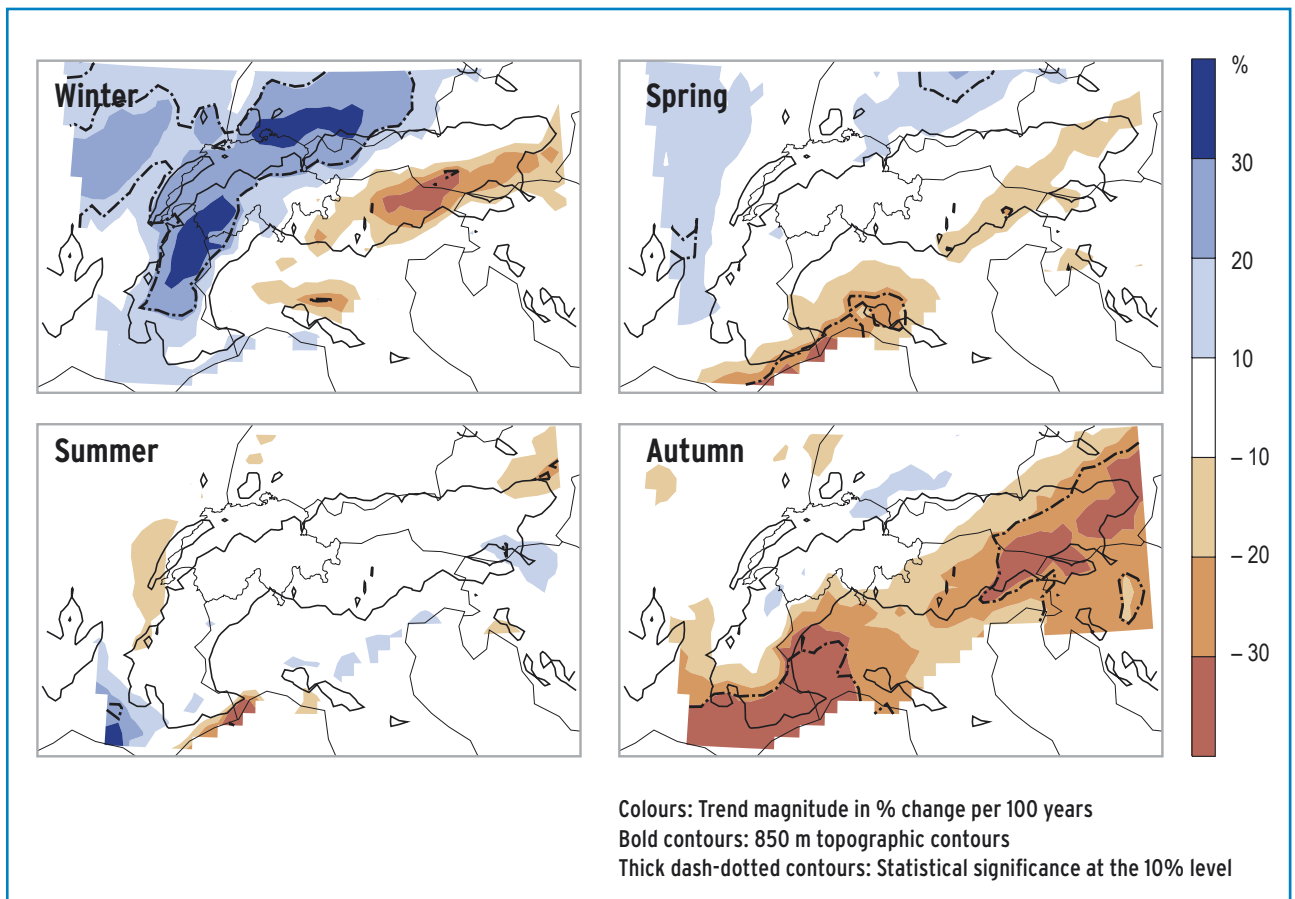 Winter
Spring
%
30
20
10
– 10
– 20
– 30
Summer
Autumn
Colours: Trend magnitude in % change per 100 years
Bold contours: 850 m topographic contours
Thick dash-dotted contours: Statistical significance at the 10% level